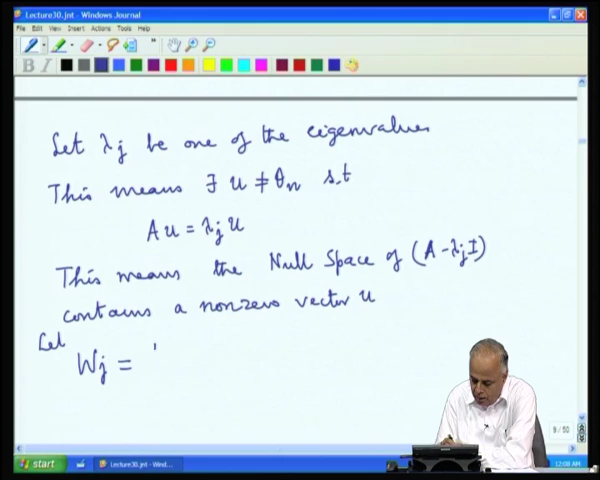 Lecture30.jnt - Windows Journal
File Edit View Insert Actions Tools Help
B I
Let λj be one of the eigenvalues
This means ∃ u ≠ θn s.t
Au = λj u
This means the Null Space of (A - λjI)
contains a nonzero vector u
Let
Wj =
9 / 50
start
Lecture30.jnt - Wind...
12:08 AM